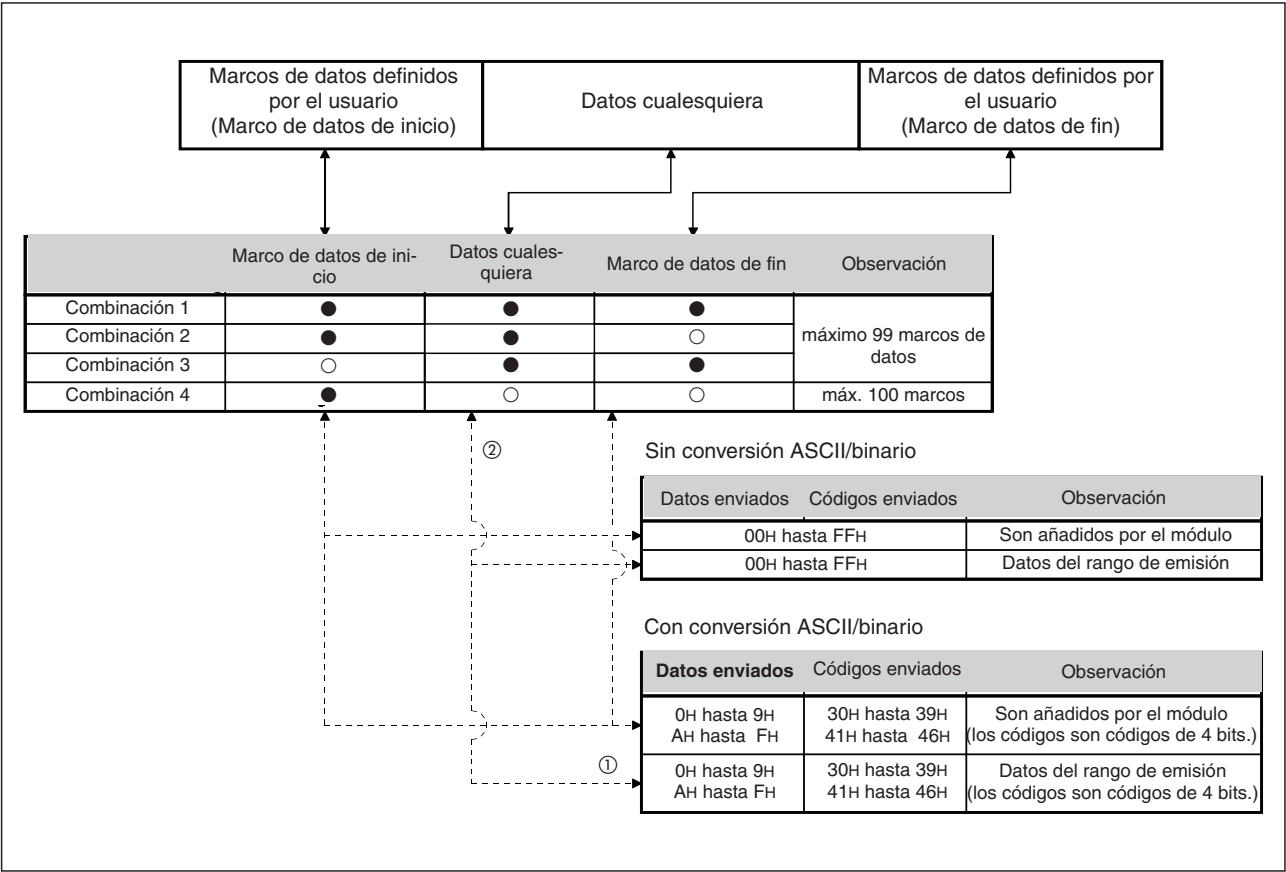 Marcos de datos definidos
por el usuario
(Marco de datos de inicio)
Datos cualesquiera
Marcos de datos definidos por
el usuario
(Marco de datos de fin)
Marco de datos de ini-
cio
Datos cuales-
quiera
Marco de datos de fin
Observación
Combinación 1 ● ● ●
Combinación 2 ● ● ○
máximo 99 marcos de
datos
Combinación 3 ○ ● ●
Combinación 4 ● ○ ○ máx. 100 marcos
②
Sin conversión ASCII/binario
Datos enviados Códigos enviados Observación
00H hasta FFH Son añadidos por el módulo
00H hasta FFH Datos del rango de emisión
Con conversión ASCII/binario
Datos enviados Códigos enviados Observación
0H hasta 9H 30H hasta 39H Son añadidos por el módulo
AH hasta FH 41H hasta 46H (los códigos son códigos de 4 bits.)
①
0H hasta 9H 30H hasta 39H Datos del rango de emisión
AH hasta FH 41H hasta 46H (los códigos son códigos de 4 bits.)